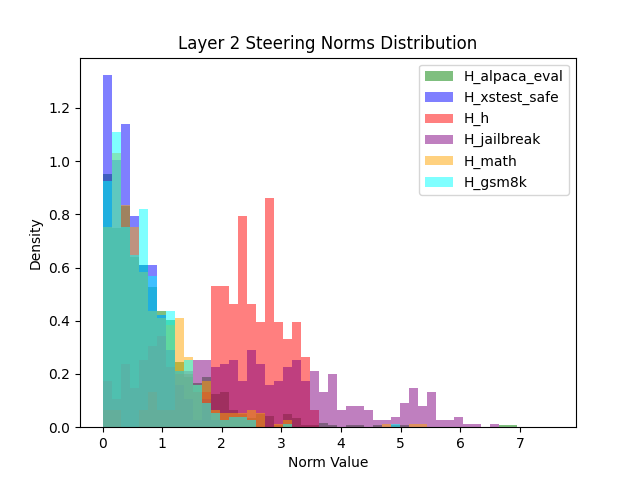 Layer 2 Steering Norms Distribution
H_alpaca_eval
H_xstest_safe
H_h
H_jailbreak
H_math
H_gsm8k
Density
1.2
1.0
0.8
0.6
0.4
0.2
0.0
0 1 2 3 4 5 6 7
Norm Value